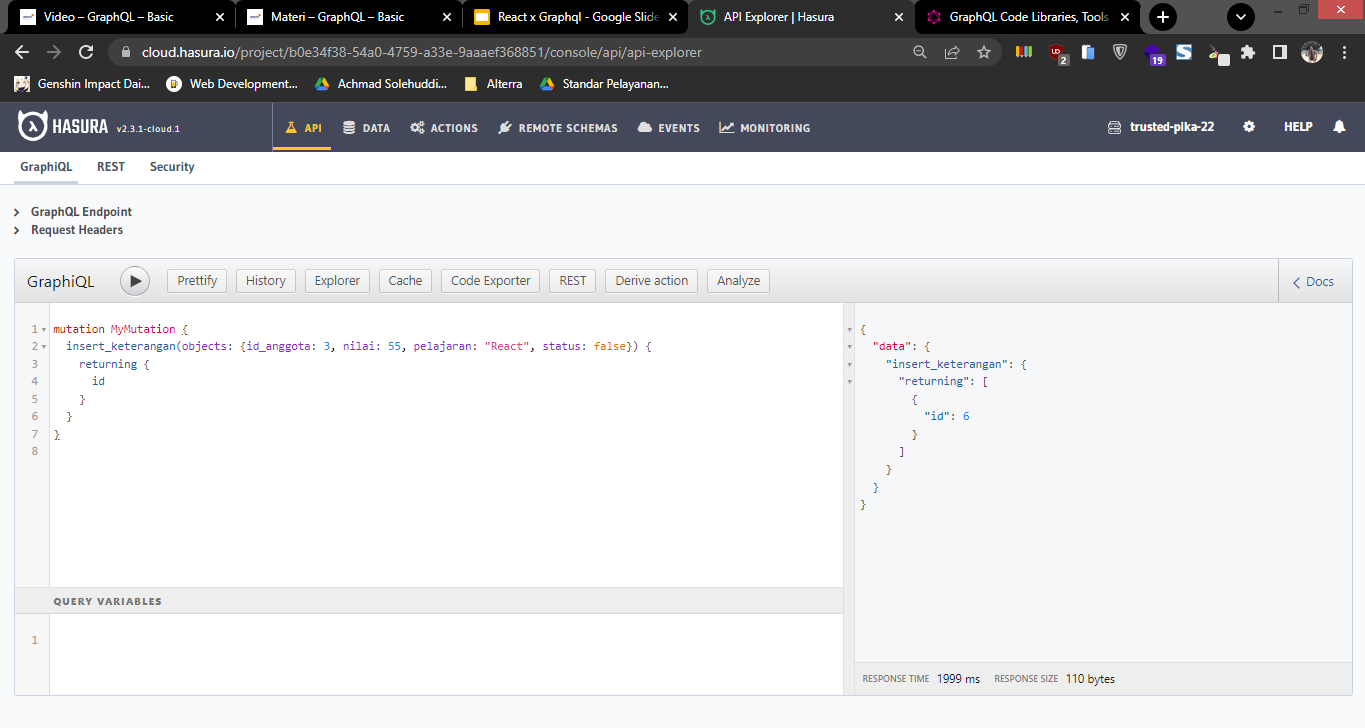 Video – GraphQL – Basic
Materi – GraphQL – Basic
React x Graphql - Google Slide
API Explorer | Hasura
GraphQL Code Libraries, Tools
cloud.hasura.io/project/b0e34f38-54a0-4759-a33e-9aaaef368851/console/api/api-explorer
2
19
Genshin Impact Dai...
Web Development...
Achmad Solehuddi...
Alterra
Standar Pelayanan...
HASURA v2.3.1-cloud.1
API
DATA
ACTIONS
REMOTE SCHEMAS
EVENTS
MONITORING
trusted-pika-22
HELP
GraphiQL
REST
Security
GraphQL Endpoint
Request Headers
GraphiQL
Prettify
History
Explorer
Cache
Code Exporter
REST
Derive action
Analyze
Docs
1 mutation MyMutation {
2 insert_keterangan(objects: {id_anggota: 3, nilai: 55, pelajaran: "React", status: false}) {
3 returning {
4 id
5 }
6 }
7 }
8
{
"data": {
"insert_keterangan": {
"returning": [
{
"id": 6
}
]
}
}
}
QUERY VARIABLES
1
RESPONSE TIME 1999 ms RESPONSE SIZE 110 bytes